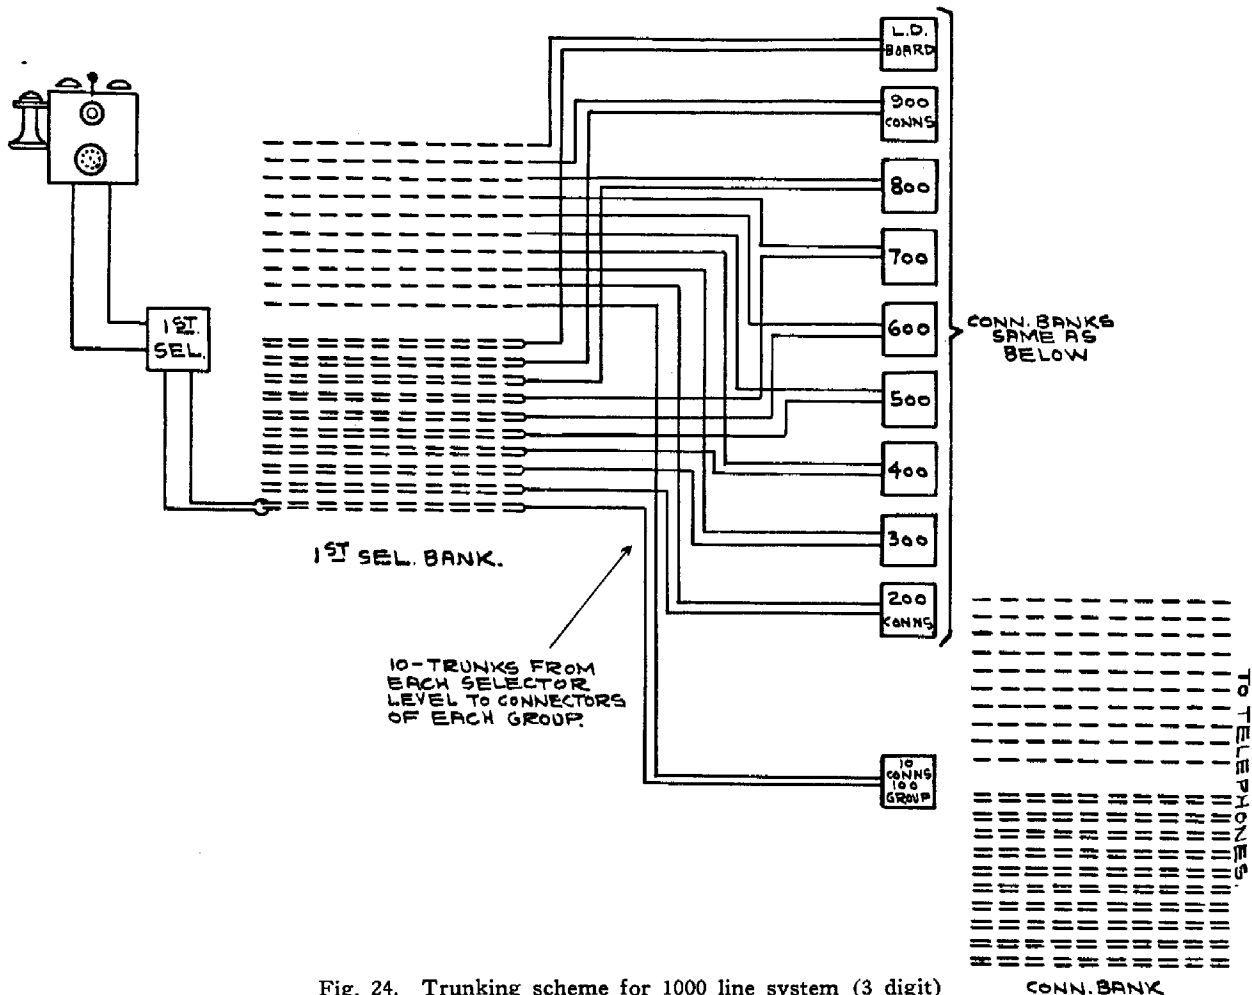 L.D.
BOARD
900
CONNS
800
700
600
500
400
300
200
CONNS
CONN. BANKS
SAME AS
BELOW
1ST.
SEL.
1ST SEL. BANK.
10-TRUNKS FROM
EACH SELECTOR
LEVEL TO CONNECTORS
OF EACH GROUP.
10
CONNS
100
GROUP
TO TELEPHONES.
CONN. BANK
Fig. 24. Trunking scheme for 1000 line system (3 digit)